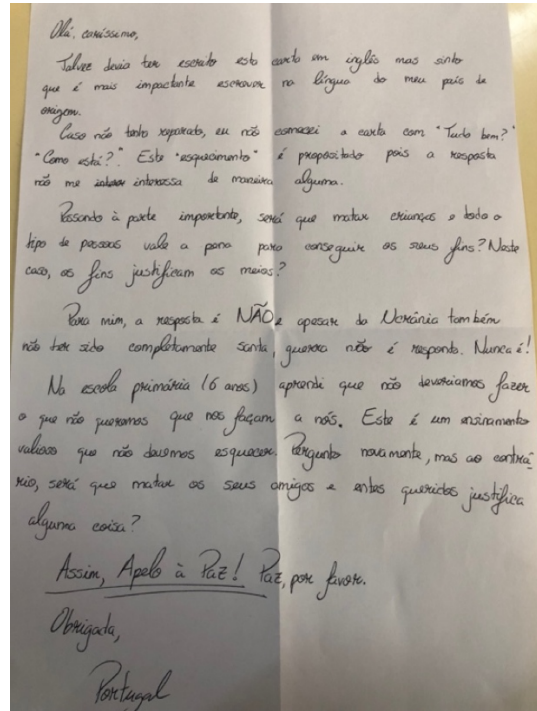 Olá, caríssimo,
Talvez devia ter escrito esta carta em inglês mas sinto
que é mais impactante escrever na língua do meu país de
origem.
Caso não tenha reparado, eu não comecei a carta com "Tudo bem?"
"Como está?". Este "esquecimento" é propositado pois a resposta
não me interessa de maneira alguma.
Passando à parte importante, será que matar crianças e todo o
tipo de pessoas vale a pena para conseguir os seus fins? Neste
caso, os fins justificam os meios?
Para mim, a resposta é NÃO e apesar da Ucrânia também
não ter sido completamente santa, guerra não é resposta. Nunca é!
Na escola primária (6 anos) aprendi que não deveríamos fazer
o que não queremos que nos façam a nós. Este é um ensinamento
valioso que não devemos esquecer. Pergunto novamente, mas ao contrá-
rio, será que matar os seus amigos e entes queridos justifica
alguma coisa?
Assim, Apelo à Paz! Paz, por favor.
Obrigada,
Portugal